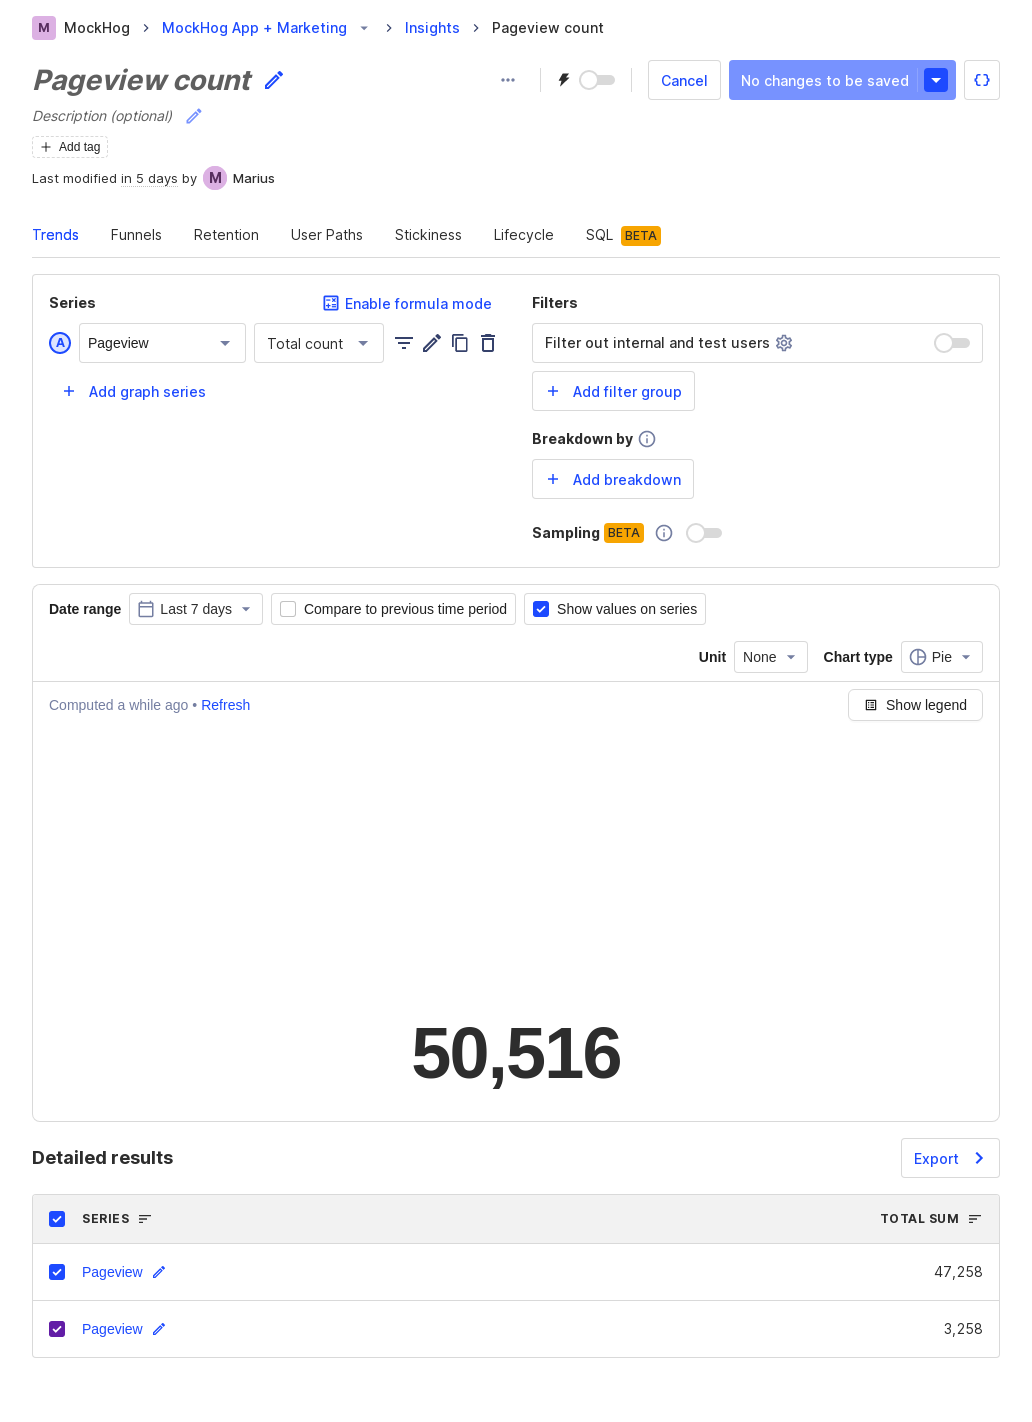 M MockHog MockHog App + Marketing Insights Pageview count
Pageview count
Cancel No changes to be saved {}
Description (optional)
Add tag
Last modified in 5 days by M Marius
Trends Funnels Retention User Paths Stickiness Lifecycle SQL BETA
Series Enable formula mode
A Pageview Total count
Add graph series
Filters
Filter out internal and test users
Add filter group
Breakdown by
Add breakdown
Sampling BETA
Date range Last 7 days Compare to previous time period Show values on series
Unit None Chart type Pie
Computed a while ago • Refresh Show legend
50,516
Detailed results Export
SERIES TOTAL SUM
Pageview 47,258
Pageview 3,258